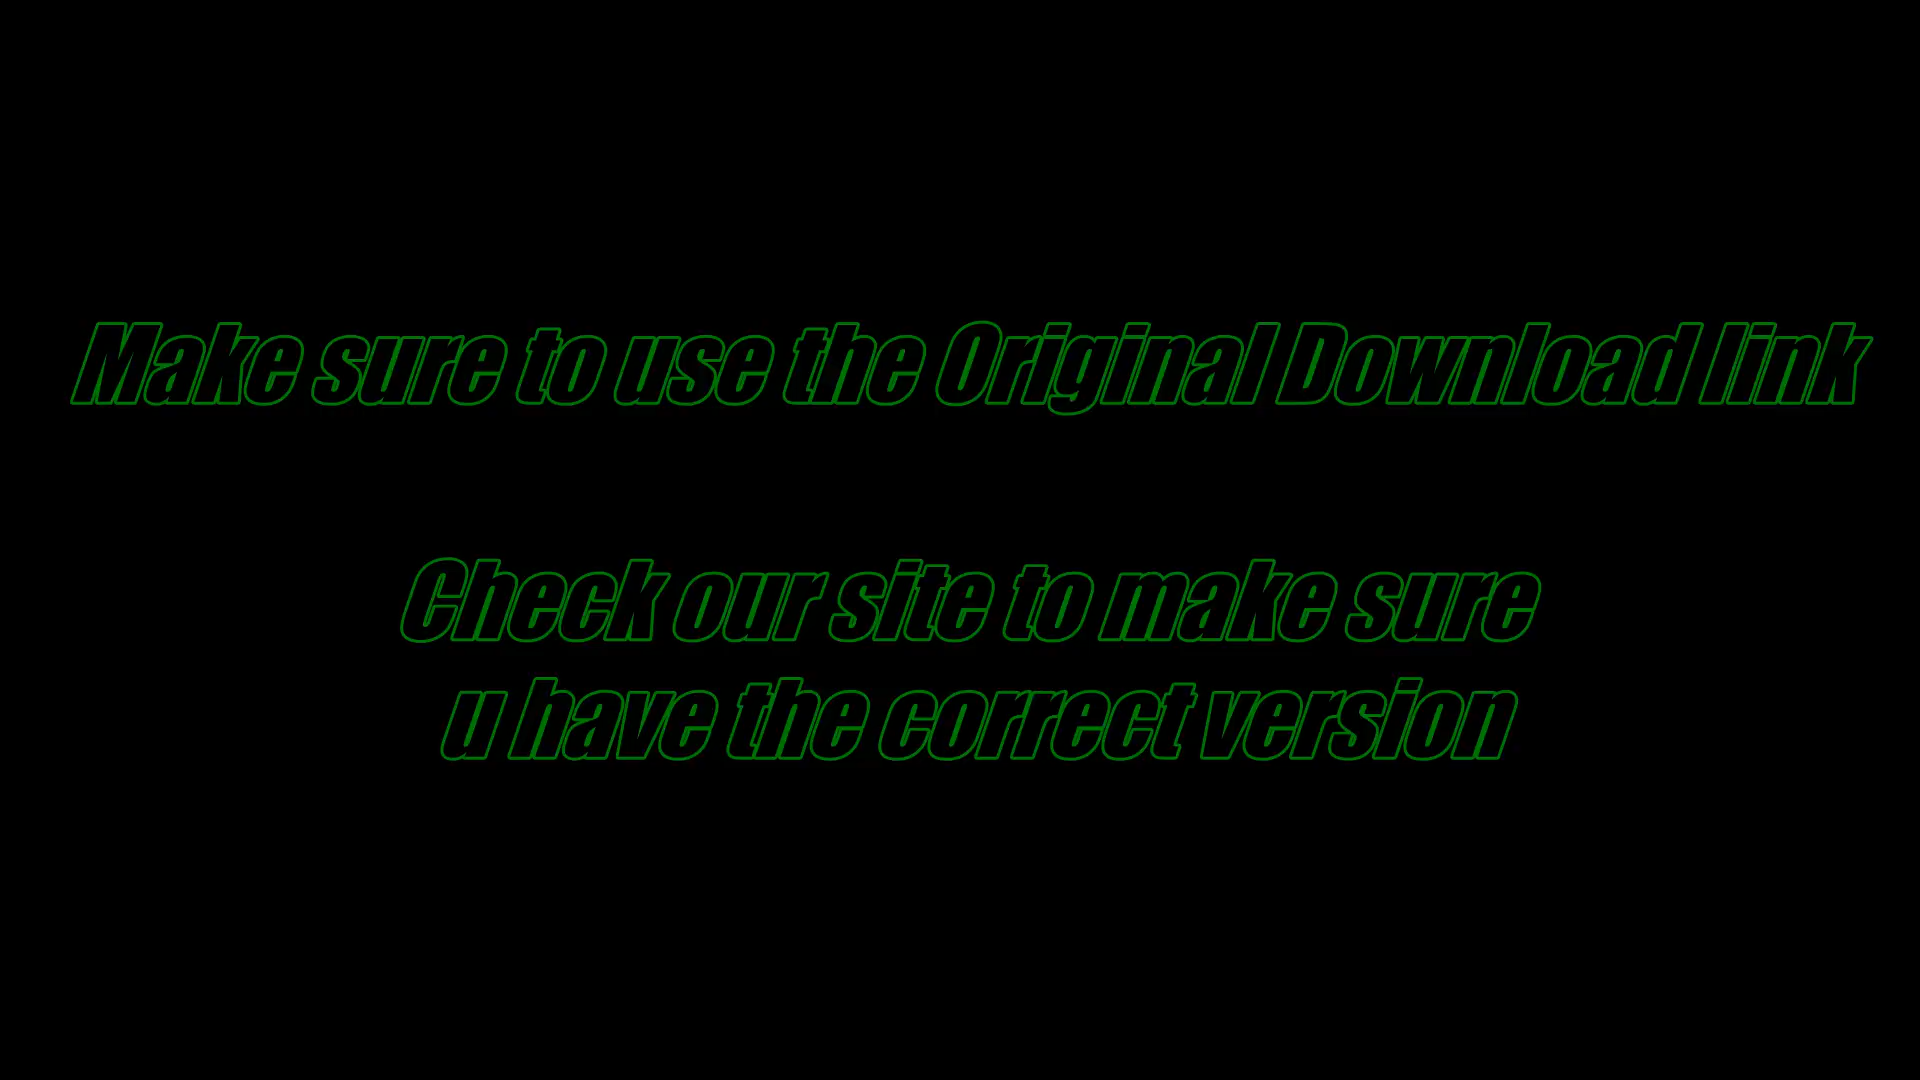 Make sure to use the Original Download link
Check our site to make sure
u have the correct version